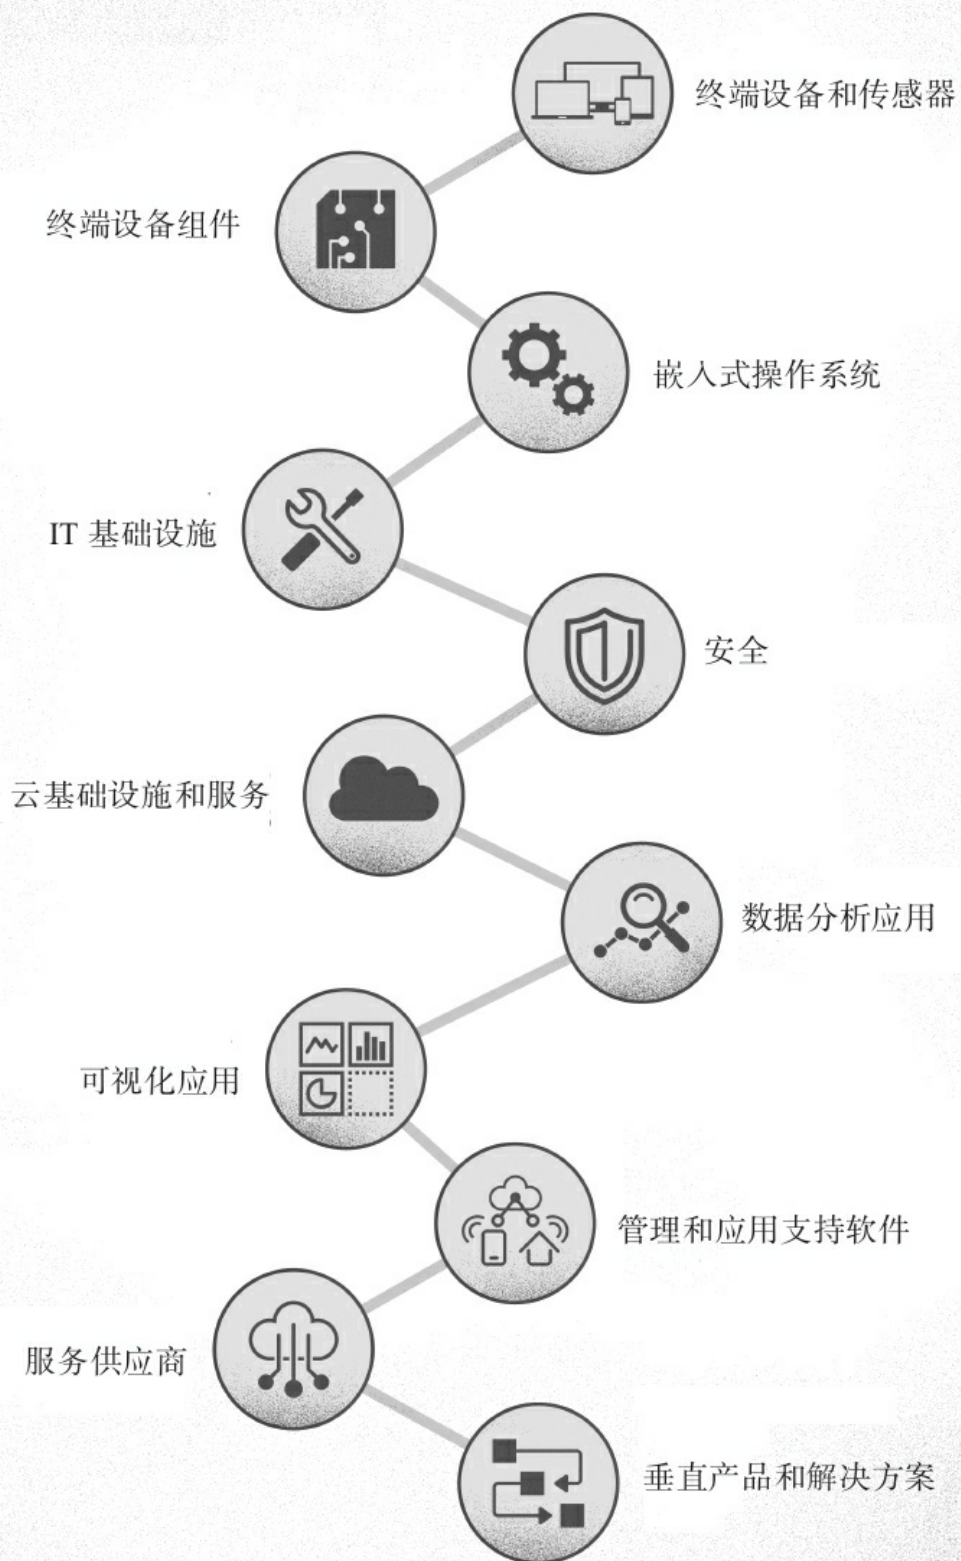 终端设备和传感器
终端设备组件
嵌入式操作系统
IT 基础设施
安全
云基础设施和服务
数据分析应用
可视化应用
管理和应用支持软件
服务供应商
垂直产品和解决方案